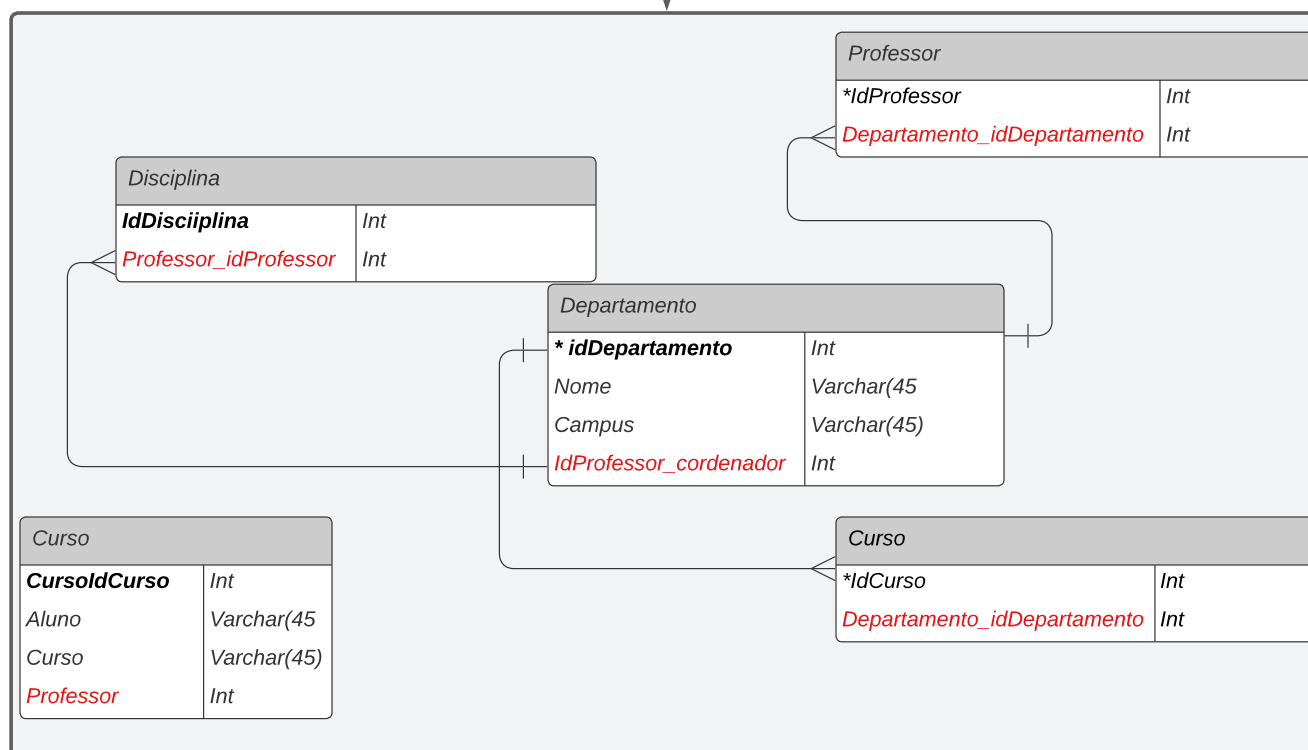 Professor
*IdProfessor Int
Departamento_idDepartamento Int
Disciplina
IdDisciiplina Int
Professor_idProfessor Int
Departamento
* idDepartamento Int
Nome Varchar(45
Campus Varchar(45)
IdProfessor_cordenador Int
Curso
CursoIdCurso Int
Aluno Varchar(45
Curso Varchar(45)
Professor Int
Curso
*IdCurso Int
Departamento_idDepartamento Int